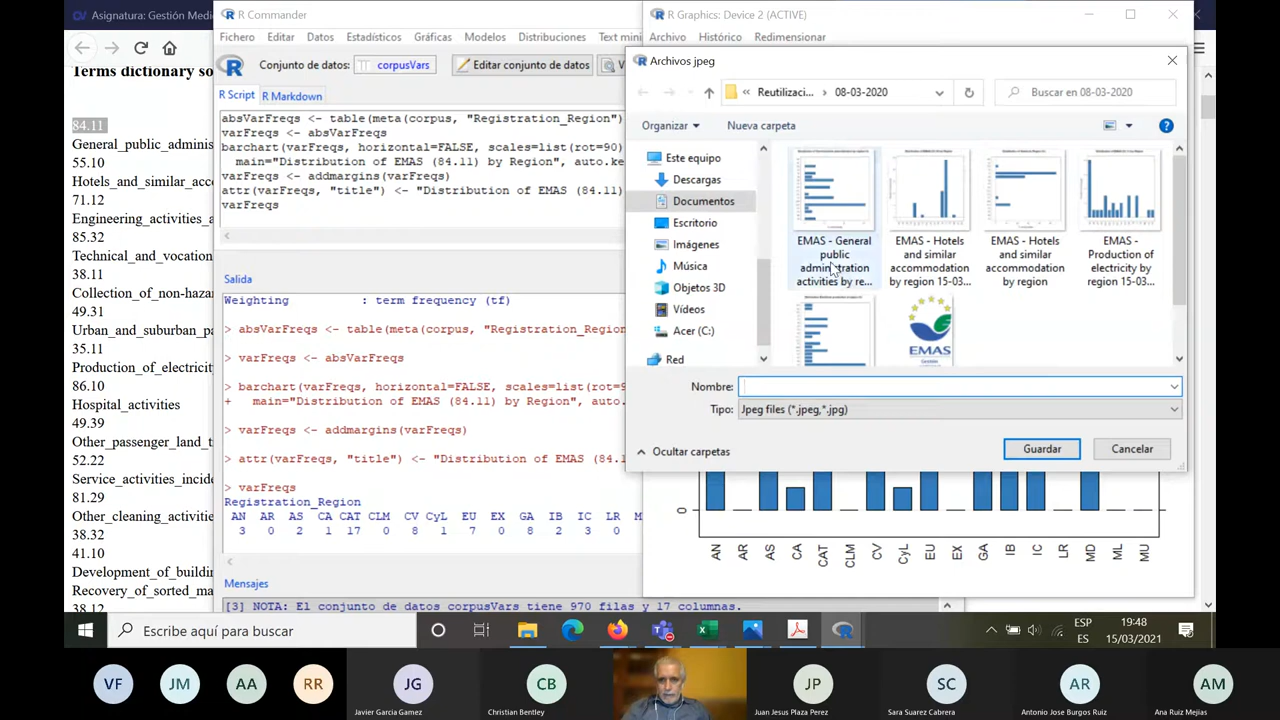 Asignatura: Gestión Medi
Terms dictionary so
84.11
General_public_adminis
55.10
Hotels_and_similar_acco
71.12
Engineering_activities_a
85.32
Technical_and_vocation
38.11
Collection_of_non-haza
49.31
Urban_and_suburban_pa
35.11
Production_of_electricity
86.10
Hospital_activities
49.39
Other_passenger_land_t
52.22
Service_activities_incide
81.29
Other_cleaning_activitie
38.32
41.10
Development_of_buildin
Recovery_of_sorted_ma
38.12
R Commander
Fichero Editar Datos Estadísticos Gráficas Modelos Distribuciones Text mini
Conjunto de datos: corpusVars Editar conjunto de datos V
R Script R Markdown
absVarFreqs <- table(meta(corpus, "Registration_Region")
varFreqs <- absVarFreqs
barchart(varFreqs, horizontal=FALSE, scales=list(rot=90)
main="Distribution of EMAS (84.11) by Region", auto.ke
varFreqs <- addmargins(varFreqs)
attr(varFreqs, "title") <- "Distribution of EMAS (84.11)
varFreqs
Salida
Weighting : term frequency (tf)
> absVarFreqs <- table(meta(corpus, "Registration_Region
> varFreqs <- absVarFreqs
> barchart(varFreqs, horizontal=FALSE, scales=list(rot=9
+ main="Distribution of EMAS (84.11) by Region", auto.
> varFreqs <- addmargins(varFreqs)
> attr(varFreqs, "title") <- "Distribution of EMAS (84.1
> varFreqs
Registration_Region
AN AR AS CA CAT CLM CV CyL EU EX GA IB IC LR M
3 0 2 1 17 0 8 1 7 0 8 2 3 0
Mensajes
[3] NOTA: El conjunto de datos corpusVars tiene 970 filas y 17 columnas.
R Graphics: Device 2 (ACTIVE)
Archivo Histórico Redimensionar
Archivos jpeg
« Reutilizaci... › 08-03-2020
Buscar en 08-03-2020
Organizar Nueva carpeta
Este equipo
Descargas
Documentos
Escritorio
Imágenes
Música
Objetos 3D
Vídeos
Acer (C:)
Red
EMAS - General public administration activities by re...
EMAS - Hotels and similar accommodation by region 15-03...
EMAS - Hotels and similar accommodation by region
EMAS - Production of electricity by region 15-03...
EMAS
Nombre:
Tipo: Jpeg files (*.jpeg,*.jpg)
Ocultar carpetas Guardar Cancelar
0
AN AR AS CA CAT CLM CV CyL EU EX GA IB IC LR MD ML MU
Escribe aquí para buscar
ESP
ES
19:48
15/03/2021
VF JM AA RR JG CB JP SC AR AM
Javier Garcia Gamez Christian Bentley Juan Jesus Plaza Perez Sara Suarez Cabrera Antonio Jose Burgos Ruiz Ana Ruiz Mejias